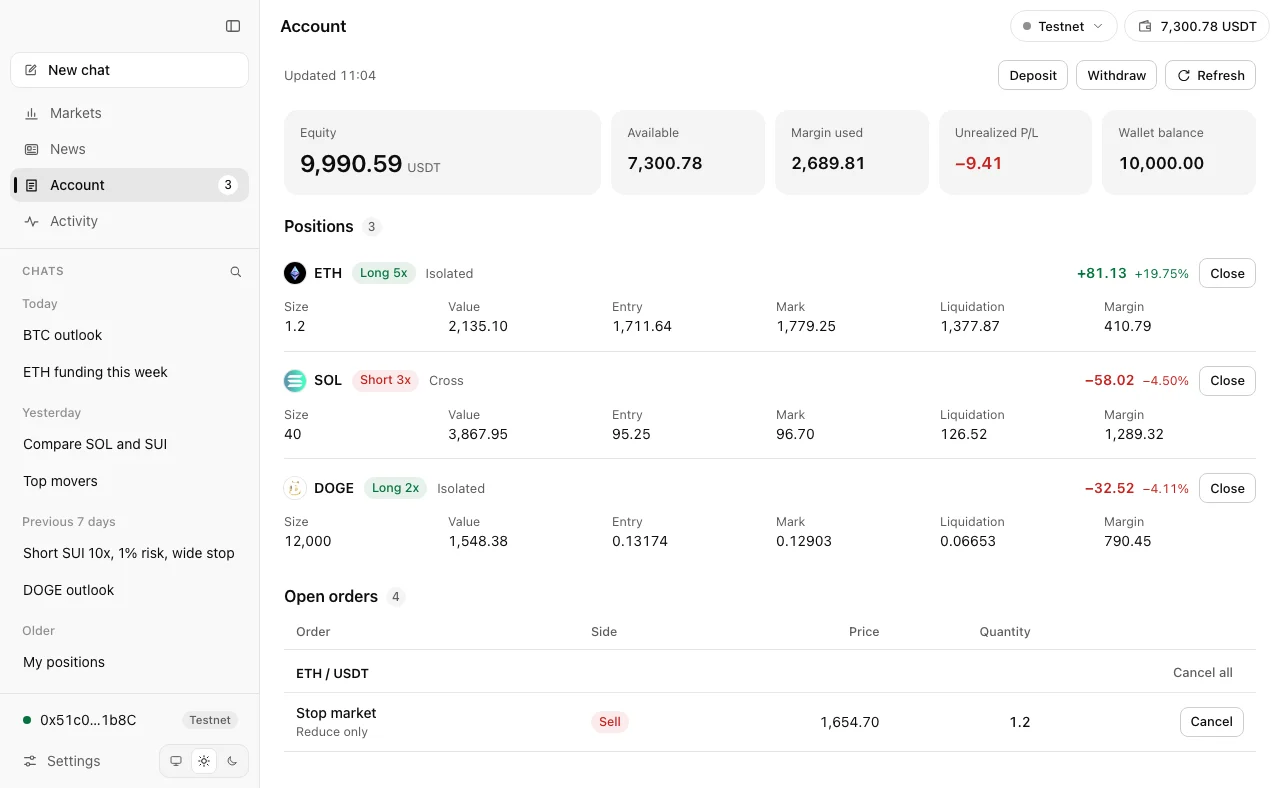 Account
Testnet
7,300.78 USDT
New chat
Markets
News
Account 3
Activity
CHATS
Today
BTC outlook
ETH funding this week
Yesterday
Compare SOL and SUI
Top movers
Previous 7 days
Short SUI 10x, 1% risk, wide stop
DOGE outlook
Older
My positions
0x51c0...1b8C Testnet
Settings
Updated 11:04
Deposit Withdraw Refresh
Equity
9,990.59 USDT
Available
7,300.78
Margin used
2,689.81
Unrealized P/L
−9.41
Wallet balance
10,000.00
Positions 3
ETH Long 5x Isolated +81.13 +19.75% Close
Size Value Entry Mark Liquidation Margin
1.2 2,135.10 1,711.64 1,779.25 1,377.87 410.79
SOL Short 3x Cross −58.02 −4.50% Close
Size Value Entry Mark Liquidation Margin
40 3,867.95 95.25 96.70 126.52 1,289.32
DOGE Long 2x Isolated −32.52 −4.11% Close
Size Value Entry Mark Liquidation Margin
12,000 1,548.38 0.13174 0.12903 0.06653 790.45
Open orders 4
Order Side Price Quantity
ETH / USDT Cancel all
Stop market Sell 1,654.70 1.2 Cancel
Reduce only